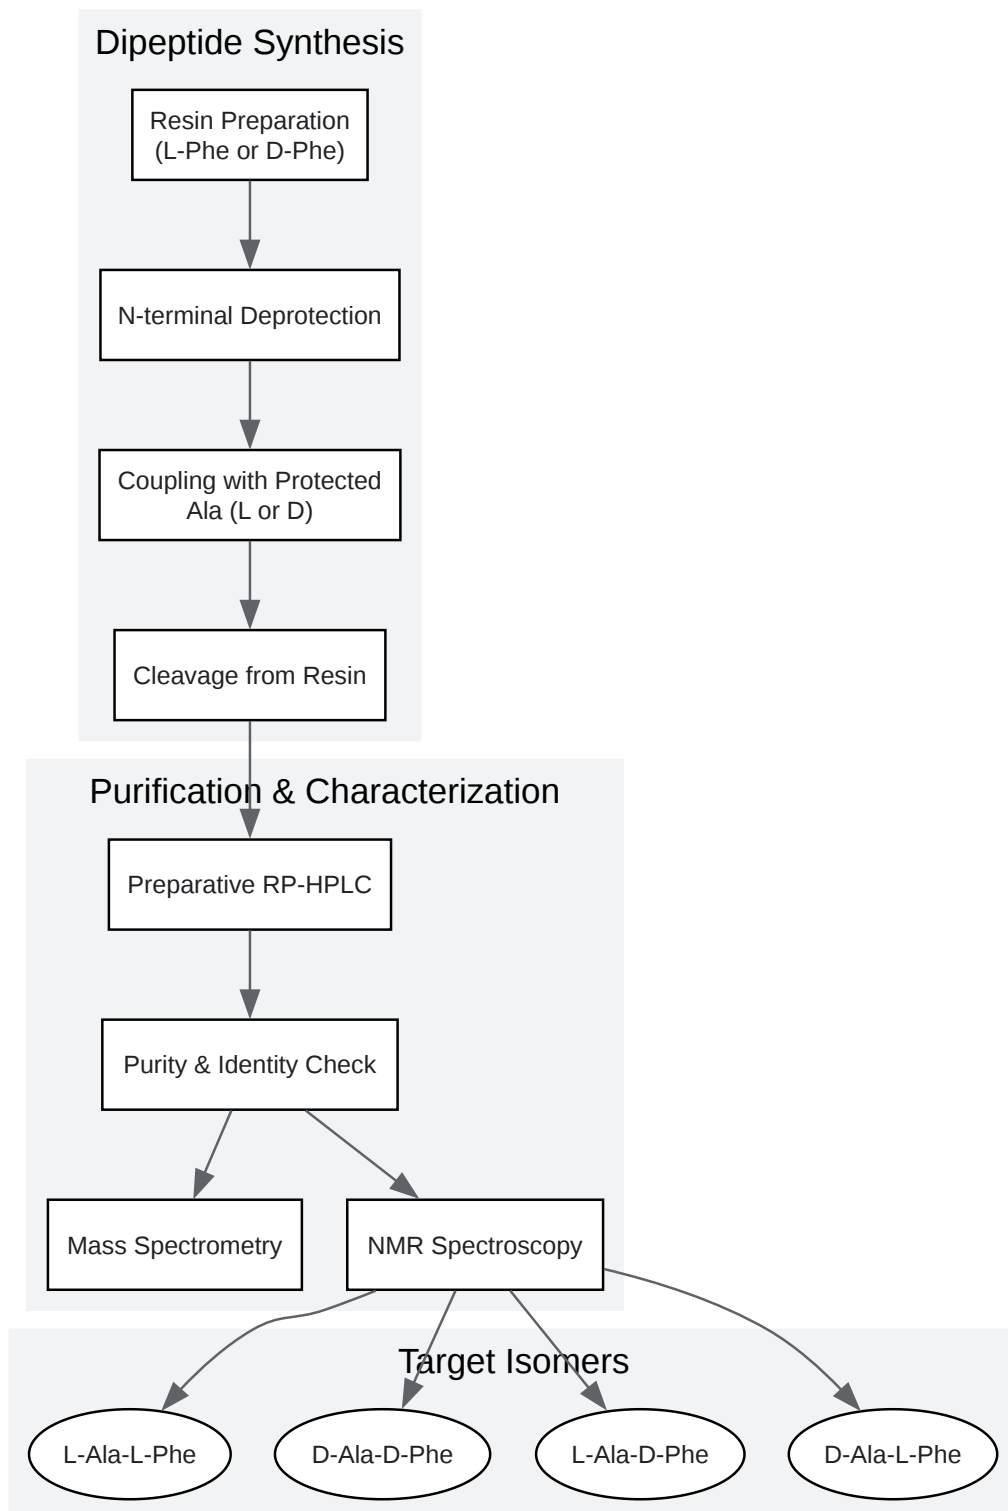 Dipeptide Synthesis
Resin Preparation
(L-Phe or D-Phe)
N-terminal Deprotection
Coupling with Protected
Ala (L or D)
Cleavage from Resin
Purification & Characterization
Preparative RP-HPLC
Purity & Identity Check
Mass Spectrometry
NMR Spectroscopy
Target Isomers
L-Ala-L-Phe
D-Ala-D-Phe
L-Ala-D-Phe
D-Ala-L-Phe